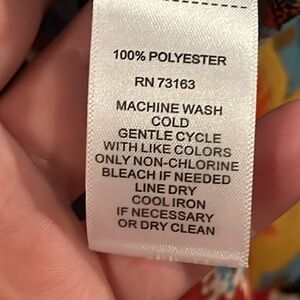 100% POLYESTER
RN 73163
MACHINE WASH
COLD
GENTLE CYCLE
WITH LIKE COLORS
ONLY NON-CHLORINE
BLEACH IF NEEDED
LINE DRY
COOL IRON
IF NECESSARY
OR DRY CLEAN